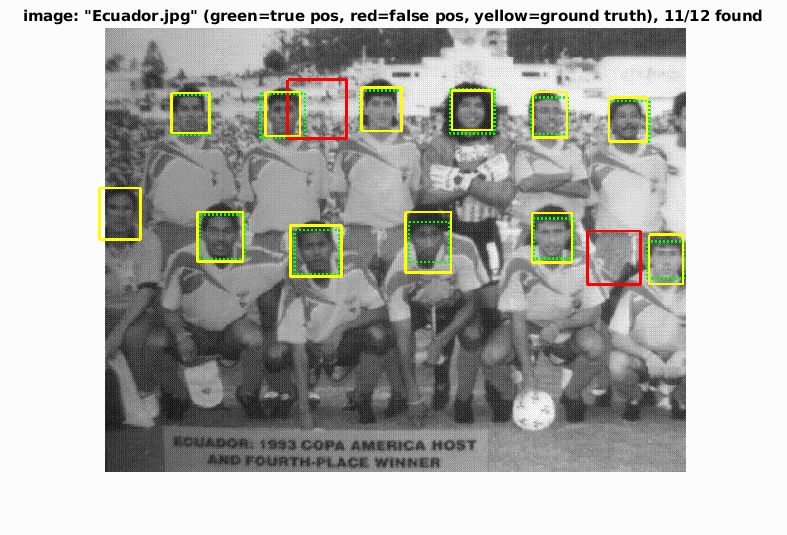 image: "Ecuador.jpg" (green=true pos, red=false pos, yellow=ground truth), 11/12 found
ECUADOR: 1993 COPA AMERICA HOST
AND FOURTH-PLACE WINNER